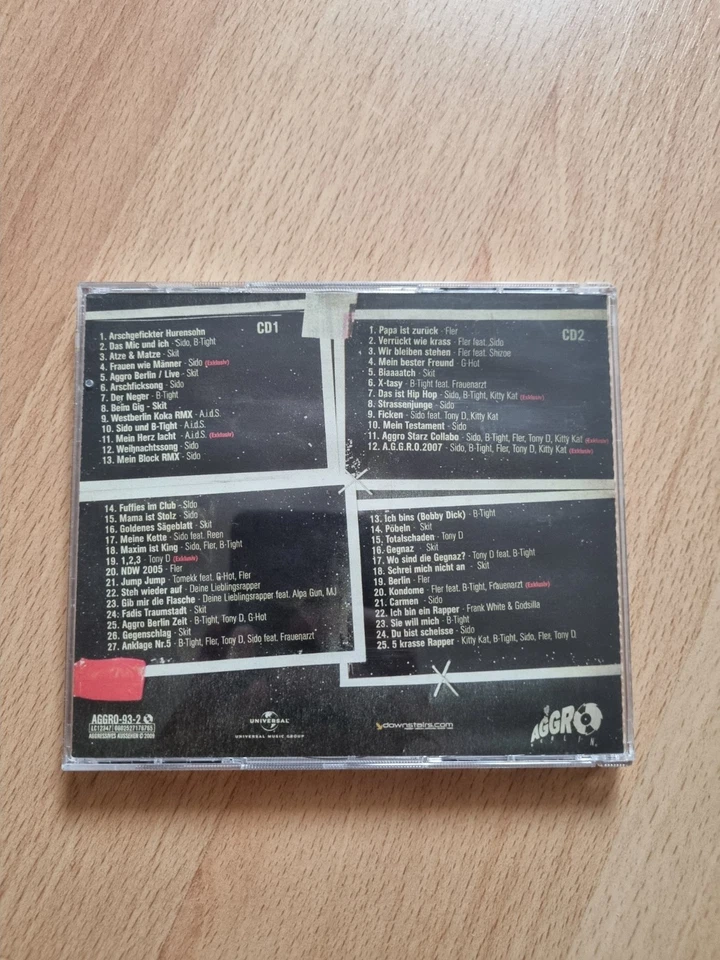 CD1
1. Arschgefickter Hurensohn
2. Das Mic und ich - Sido, B-Tight
3. Atze & Matze - Skit
4. Frauen wie Männer - Sido (Exklusiv)
5. Aggro Berlin / Live - Skit
6. Arschficksong - Sido
7. Der Neger - B-Tight
8. Beim Gig - Skit
9. Westberlin Koka RMX - A.i.d.S.
10. Sido und B-Tight - A.i.d.S.
11. Mein Herz lacht - A.i.d.S. (Exklusiv)
12. Weihnachtssong - Sido
13. Mein Block RMX - Sido
14. Fuffies im Club - Sido
15. Mama ist Stolz - Sido
16. Goldenes Sägeblatt - Skit
17. Meine Kette - Sido feat. Reen
18. Maxim ist King - Sido, Fler, B-Tight
19. 1,2,3 - Tony D (Exklusiv)
20. NDW 2005 - Fler
21. Jump Jump - Tomekk feat. G-Hot, Fler
22. Steh wieder auf - Deine Lieblingsrapper
23. Gib mir die Flasche - Deine Lieblingsrapper feat. Alpa Gun, MJ
24. Fadis Traumstadt - Skit
25. Aggro Berlin Zeit - B-Tight, Tony D, G-Hot
26. Gegenschlag - Skit
27. Anklage Nr.5 - B-Tight, Fler, Tony D, Sido feat. Frauenarzt
CD2
1. Papa ist zurück - Fler
2. Verrückt wie krass - Fler feat. Sido
3. Wir bleiben stehen - Fler feat. Shizoe
4. Mein bester Freund - G-Hot
5. Biaaaatch - Skit
6. X-tasy - B-Tight feat. Frauenarzt
7. Das ist Hip Hop - Sido, B-Tight, Kitty Kat (Exklusiv)
8. Strassenjunge - Sido
9. Ficken - Sido feat. Tony D, Kitty Kat
10. Mein Testament - Sido
11. Aggro Starz Collabo - Sido, B-Tight, Fler, Tony D, Kitty Kat (Exklusiv)
12. A.G.G.R.O.2007 - Sido, B-Tight, Fler, Tony D, Kitty Kat (Exklusiv)
13. Ich bins (Bobby Dick) - B-Tight
14. Pöbeln - Skit
15. Totalschaden - Tony D
16. Gegnaz - Skit
17. Wo sind die Gegnaz? - Tony D feat. B-Tight
18. Schrei mich nicht an - Skit
19. Berlin - Fler
20. Kondome - Fler feat. B-Tight, Frauenarzt (Exklusiv)
21. Carmen - Sido
22. Ich bin ein Rapper - Frank White & Godsilla
23. Sie will mich - B-Tight
24. Du bist scheisse - Sido
25. 5 krasse Rapper - Kitty Kat, B-Tight, Sido, Fler, Tony D
AGGRO-93-2
LC12347 0602527176765
AGGRESSIVES AUSSEHEN © 2009
UNIVERSAL
UNIVERSAL MUSIC GROUP
downstairs.com
AGGRO
BERLIN